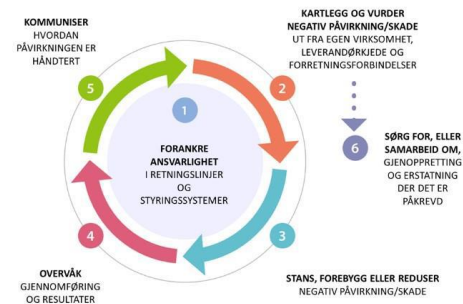 KOMMUNISER
HVORDAN
PÅVIRKNINGEN ER
HÅNDTERT
5
KARTLEGG OG VURDER
NEGATIV PÅVIRKNING/SKADE
UT FRA EGEN VIRKSOMHET,
LEVERANDØRKJEDE OG
FORRETNINGSFORBINDELSER
2
1
FORANKRE
ANSVARLIGHET
I RETNINGSLINJER
OG
STYRINGSSYSTEMER
6
SØRG FOR, ELLER
SAMARBEID OM,
GJENOPPRETTING
OG ERSTATNING
DER DET ER
PÅKREVD
4
OVERVÅK
GJENNOMFØRING
OG RESULTATER
3
STANS, FOREBYGG ELLER REDUSER
NEGATIV PÅVIRKNING/SKADE